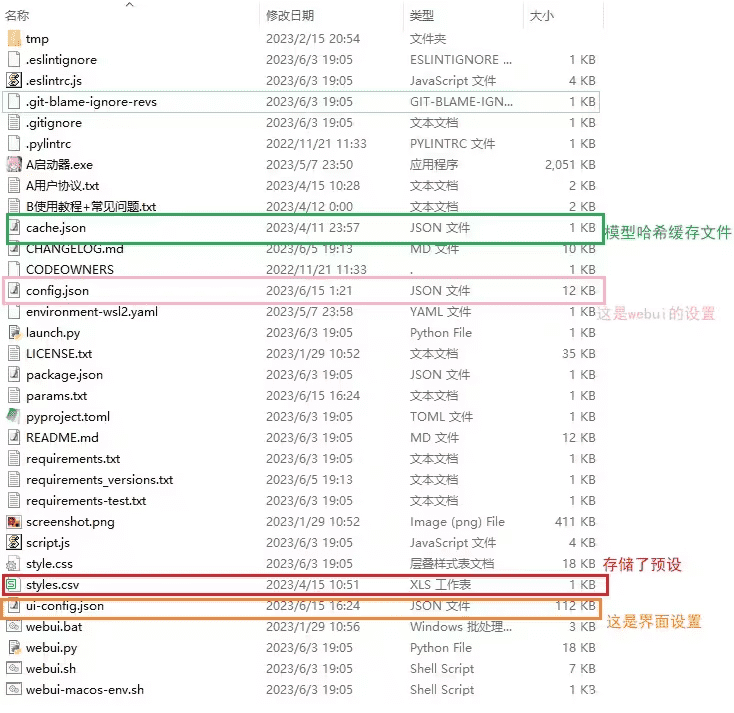 名称 修改日期 类型 大小
tmp 2023/2/15 20:54 文件夹
.eslintignore 2023/6/3 19:05 ESLINTIGNORE ... 1 KB
.eslintrc.js 2023/6/3 19:05 JavaScript 文件 4 KB
.git-blame-ignore-revs 2023/6/3 19:05 GIT-BLAME-IGN... 1 KB
.gitignore 2023/6/3 19:05 文本文档 1 KB
.pylintrc 2022/11/21 11:33 PYLINTRC 文件 1 KB
A启动器.exe 2023/5/7 23:50 应用程序 2,051 KB
A用户协议.txt 2023/4/15 10:28 文本文档 2 KB
B使用教程+常见问题.txt 2023/4/12 0:00 文本文档 2 KB
cache.json 2023/4/11 23:57 JSON 文件 1 KB 模型哈希缓存文件
CHANGELOG.md 2023/6/5 19:13 MD 文件 10 KB
CODEOWNERS 2022/11/21 11:33 . 1 KB
config.json 2023/6/15 1:21 JSON 文件 12 KB
这是webui的设置
environment-wsl2.yaml 2023/5/7 23:58 YAML 文件 1 KB
launch.py 2023/6/3 19:05 Python File 1 KB
LICENSE.txt 2023/1/29 10:52 文本文档 35 KB
package.json 2023/6/3 19:05 JSON 文件 1 KB
params.txt 2023/6/15 16:24 文本文档 1 KB
pyproject.toml 2023/6/3 19:05 TOML 文件 1 KB
README.md 2023/6/3 19:05 MD 文件 12 KB
requirements.txt 2023/6/3 19:05 文本文档 1 KB
requirements_versions.txt 2023/6/5 19:13 文本文档 1 KB
requirements-test.txt 2023/6/3 19:05 文本文档 1 KB
screenshot.png 2023/1/29 10:52 Image (png) File 411 KB
script.js 2023/6/3 19:05 JavaScript 文件 4 KB
style.css 2023/6/3 19:05 层叠样式表文档 18 KB 存储了预设
styles.csv 2023/4/15 10:51 XLS 工作表 1 KB
ui-config.json 2023/6/15 16:24 JSON 文件 112 KB
这是界面设置
webui.bat 2023/1/29 10:56 Windows 批处理... 3 KB
webui.py 2023/6/3 19:05 Python File 18 KB
webui.sh 2023/6/3 19:05 Shell Script 7 KB
webui-macos-env.sh 2023/6/3 19:05 Shell Script 1 KB